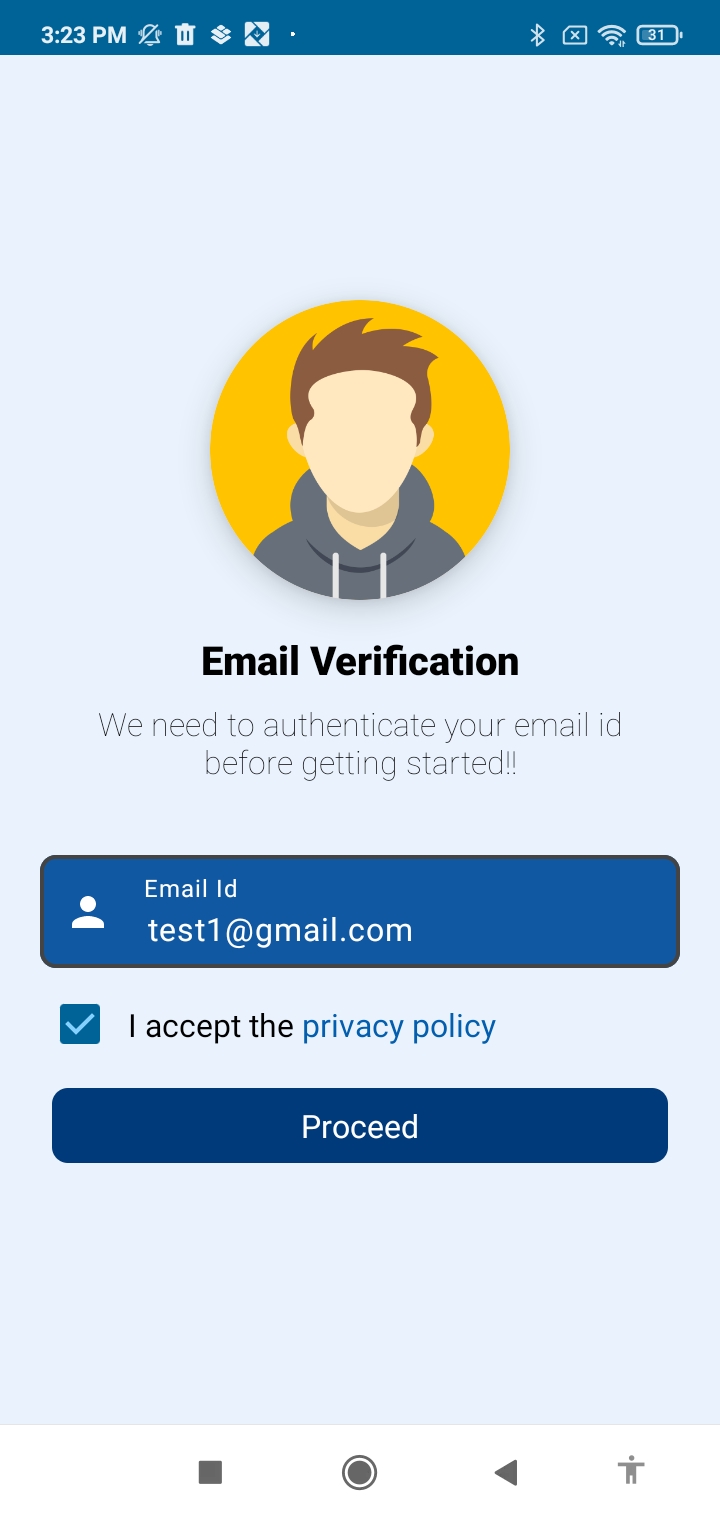 3:23 PM
31
Email Verification
We need to authenticate your email id
before getting started!!
Email Id
test1@gmail.com
I accept the privacy policy
Proceed